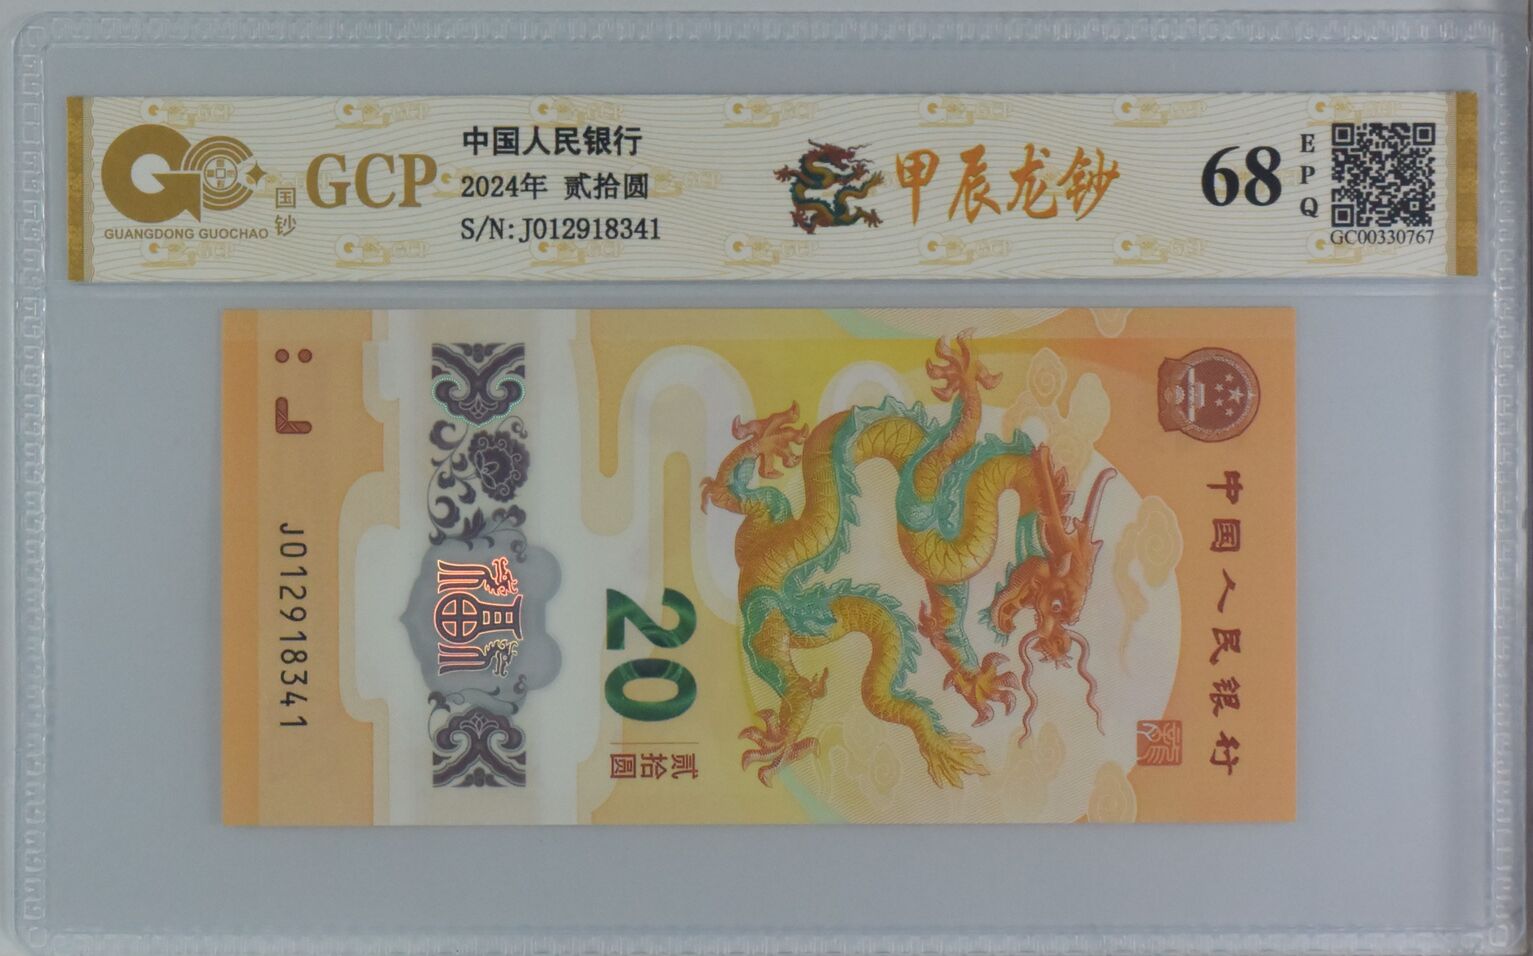 国钞
GUANGDONG GUOCHAO
GCP
中国人民银行
2024年 贰拾圆
S/N:J012918341
甲辰龙钞
68
EPQ
GC00330767
中国人民银行
20
贰拾圆
J012918341